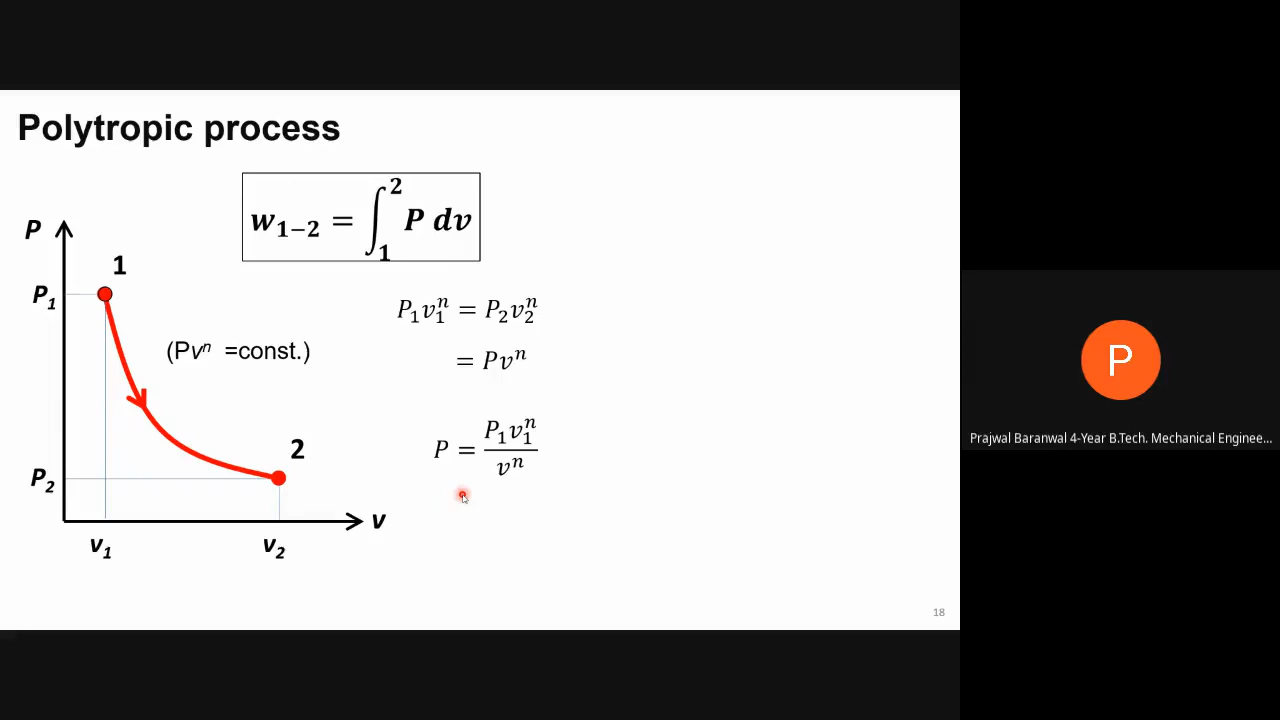 Polytropic process
w₁₋₂ = ∫₁² P dv
P
1
P₁
P₁v₁ⁿ = P₂v₂ⁿ
(Pvⁿ =const.)
= Pvⁿ
P = P₁v₁ⁿ / vⁿ
2
P₂
v
v₁
v₂
18
P
Prajwal Baranwal 4-Year B.Tech. Mechanical Enginee...